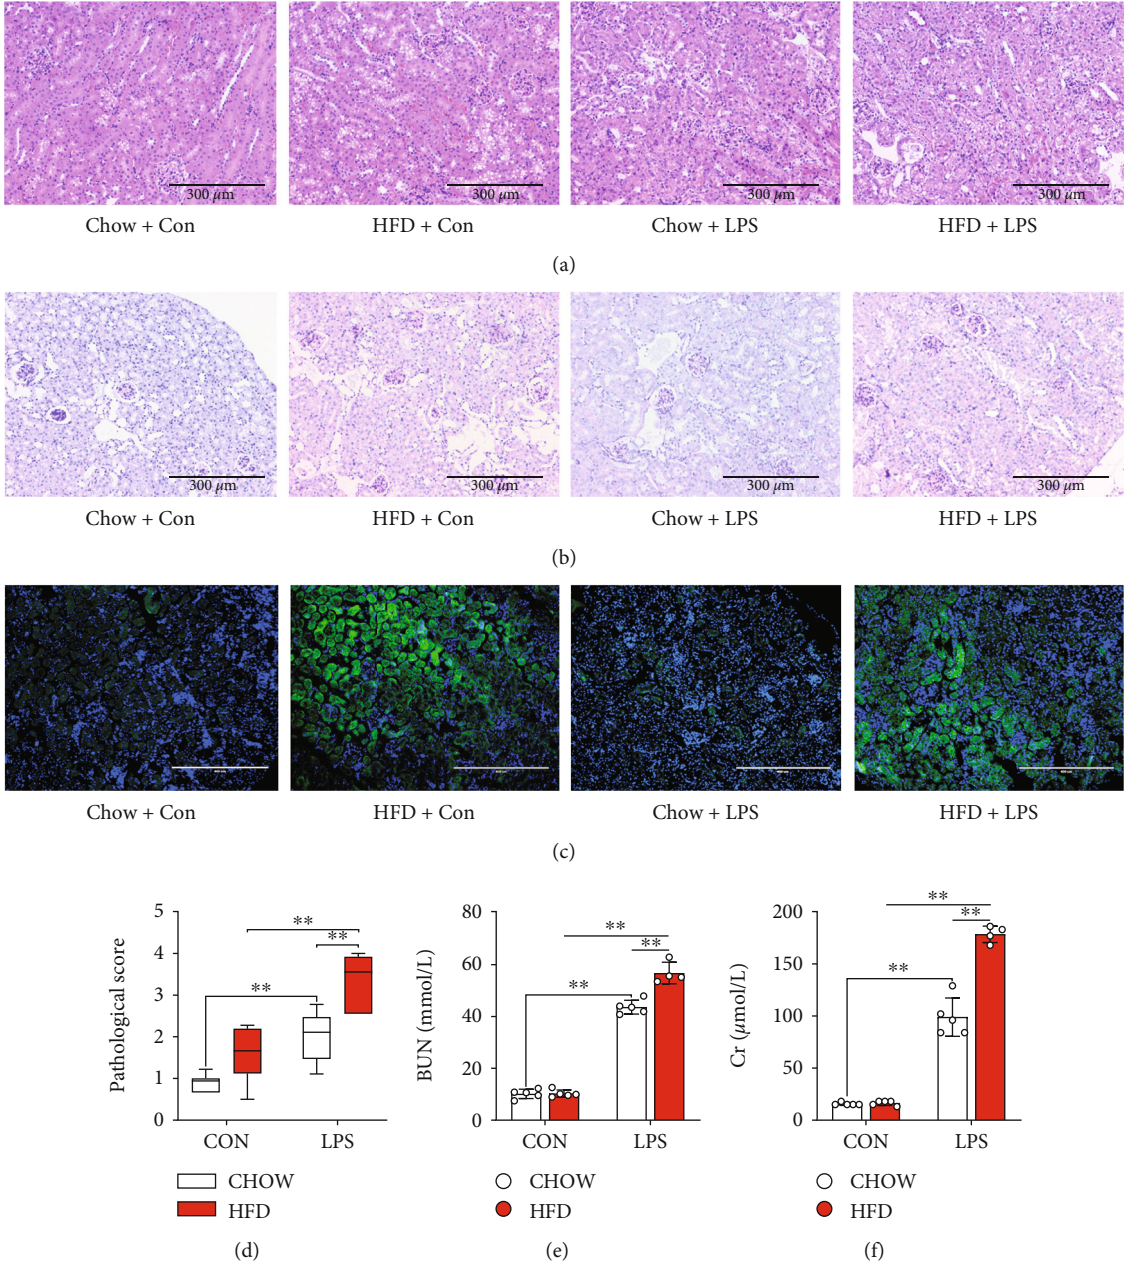 300 μm 300 μm 300 μm 300 μm
Chow + Con HFD + Con Chow + LPS HFD + LPS
(a)
300 μm 300 μm 300 μm 300 μm
Chow + Con HFD + Con Chow + LPS HFD + LPS
(b)
Chow + Con HFD + Con Chow + LPS HFD + LPS
(c)
Pathological score
5
4
3
2
1
0
** ** **
CON LPS
CHOW
HFD
(d)
BUN (mmol/L)
80
60
40
20
0
** ** **
CON LPS
CHOW
HFD
(e)
Cr (μmol/L)
200
150
100
50
0
** ** **
CON LPS
CHOW
HFD
(f)